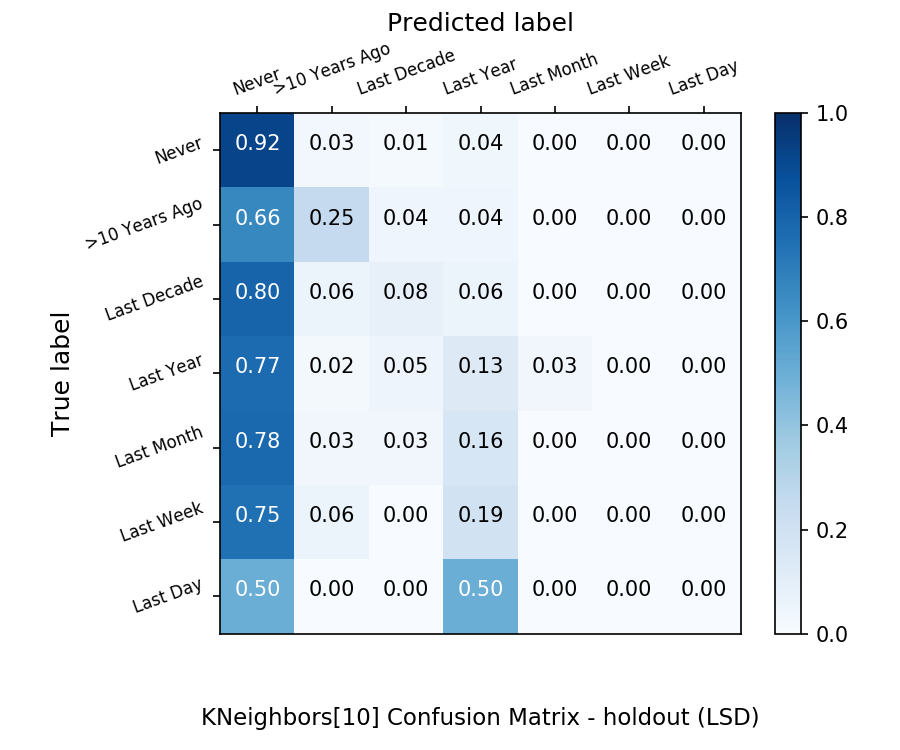 Predicted label
Never >10 Years Ago Last Decade Last Year Last Month Last Week Last Day
True label
Never 0.92 0.03 0.01 0.04 0.00 0.00 0.00
>10 Years Ago 0.66 0.25 0.04 0.04 0.00 0.00 0.00
Last Decade 0.80 0.06 0.08 0.06 0.00 0.00 0.00
Last Year 0.77 0.02 0.05 0.13 0.03 0.00 0.00
Last Month 0.78 0.03 0.03 0.16 0.00 0.00 0.00
Last Week 0.75 0.06 0.00 0.19 0.00 0.00 0.00
Last Day 0.50 0.00 0.00 0.50 0.00 0.00 0.00
1.0
0.8
0.6
0.4
0.2
0.0
KNeighbors[10] Confusion Matrix - holdout (LSD)